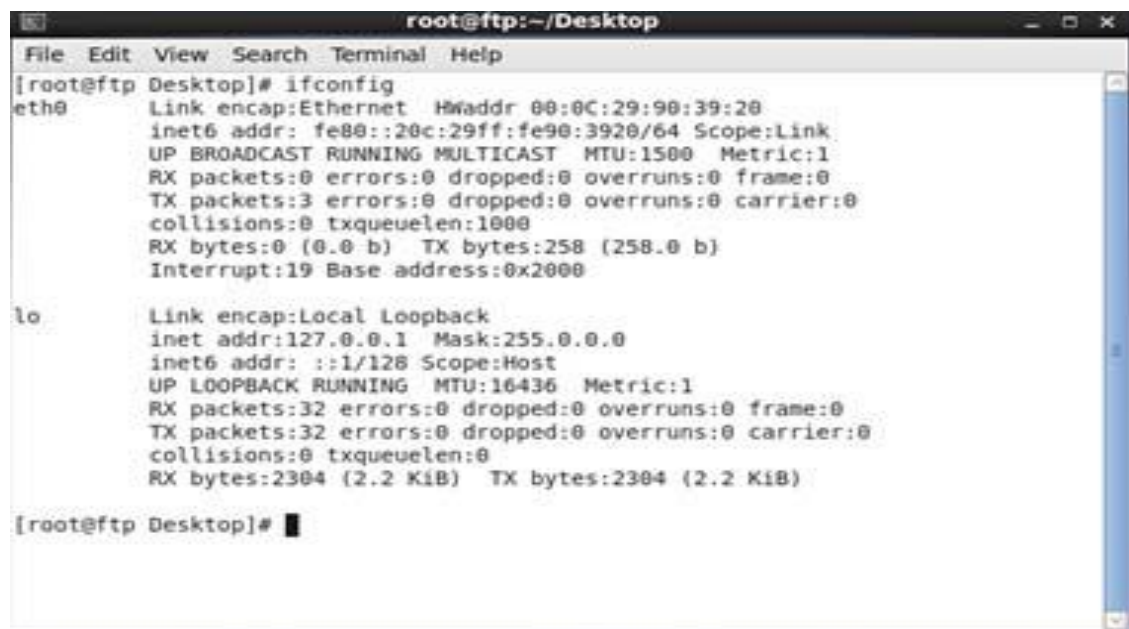 root@ftp:~/Desktop
File Edit View Search Terminal Help
[root@ftp Desktop]# ifconfig
eth0 Link encap:Ethernet HWaddr 00:0C:29:90:39:20
inet6 addr: fe80::20c:29ff:fe90:3920/64 Scope:Link
UP BROADCAST RUNNING MULTICAST MTU:1500 Metric:1
RX packets:0 errors:0 dropped:0 overruns:0 frame:0
TX packets:3 errors:0 dropped:0 overruns:0 carrier:0
collisions:0 txqueuelen:1000
RX bytes:0 (0.0 b) TX bytes:258 (258.0 b)
Interrupt:19 Base address:0x2000
lo Link encap:Local Loopback
inet addr:127.0.0.1 Mask:255.0.0.0
inet6 addr: ::1/128 Scope:Host
UP LOOPBACK RUNNING MTU:16436 Metric:1
RX packets:32 errors:0 dropped:0 overruns:0 frame:0
TX packets:32 errors:0 dropped:0 overruns:0 carrier:0
collisions:0 txqueuelen:0
RX bytes:2304 (2.2 KiB) TX bytes:2304 (2.2 KiB)
[root@ftp Desktop]#